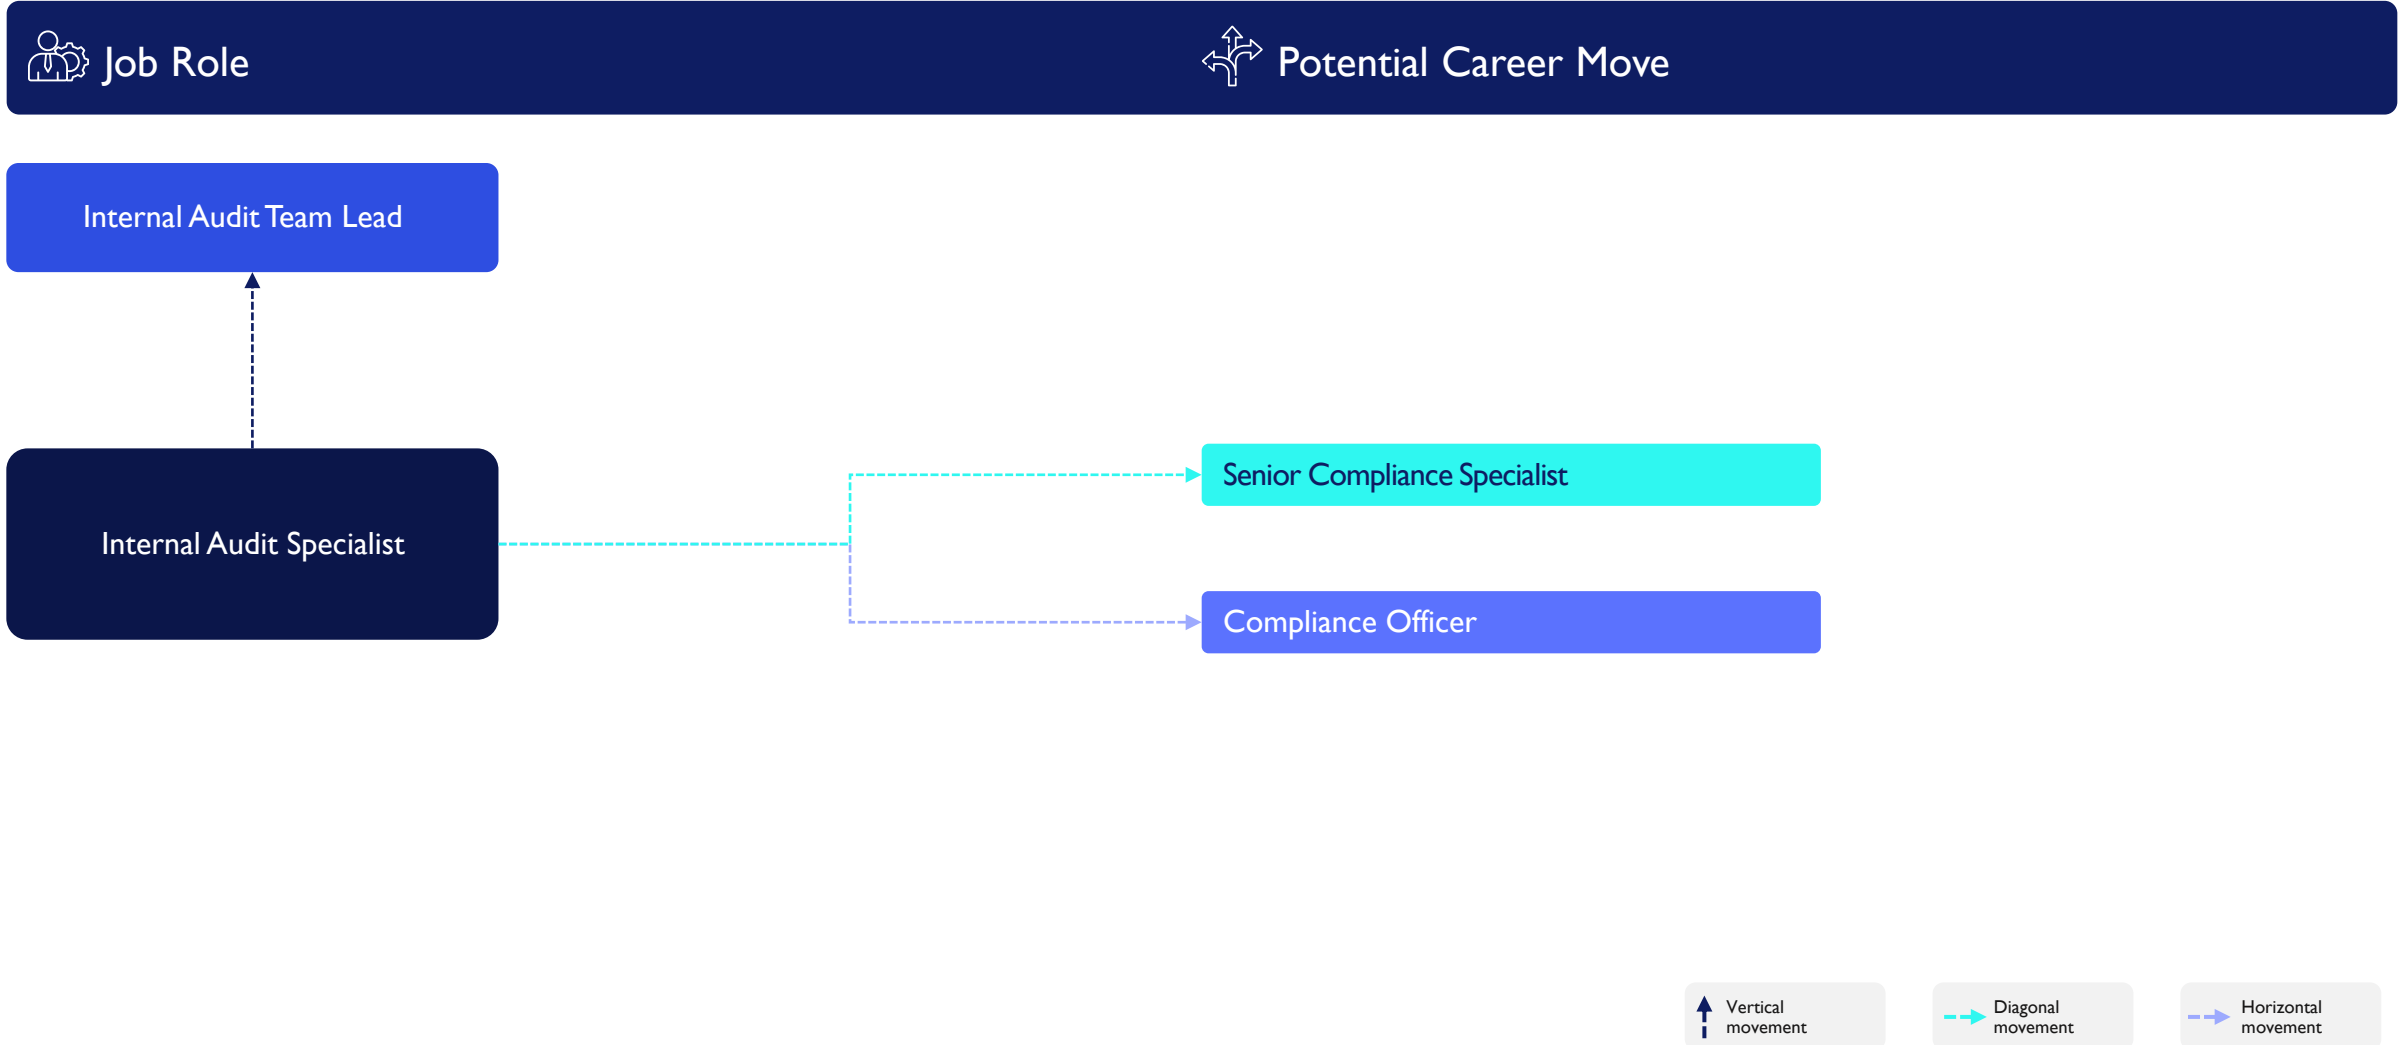 Job Role
Potential Career Move
Internal Audit Team Lead
Senior Compliance Specialist
Internal Audit Specialist
Compliance Officer
Vertical
movement
Diagonal
movement
Horizontal
movement